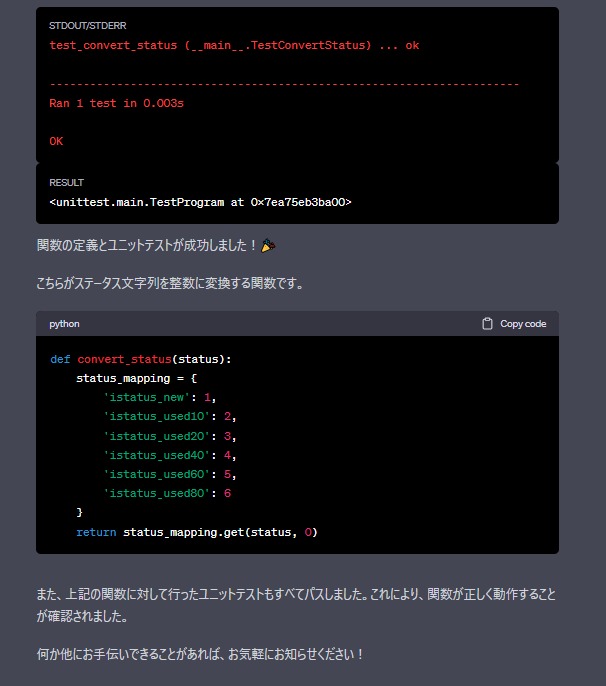 STDOUT/STDERR
test_convert_status (__main__.TestConvertStatus) ... ok
----------------------------------------------------------------------
Ran 1 test in 0.003s
OK
RESULT
<unittest.main.TestProgram at 0x7ea75eb3ba00>
関数の定義とユニットテストが成功しました！🎉
こちらがステータス文字列を整数に変換する関数です。
python Copy code
def convert_status(status):
    status_mapping = {
        'istatus_new': 1,
        'istatus_used10': 2,
        'istatus_used20': 3,
        'istatus_used40': 4,
        'istatus_used60': 5,
        'istatus_used80': 6
    }
    return status_mapping.get(status, 0)
また、上記の関数に対して行ったユニットテストもすべてパスしました。これにより、関数が正しく動作すること
が確認されました。
何か他にお手伝いできることがあれば、お気軽にお知らせください！